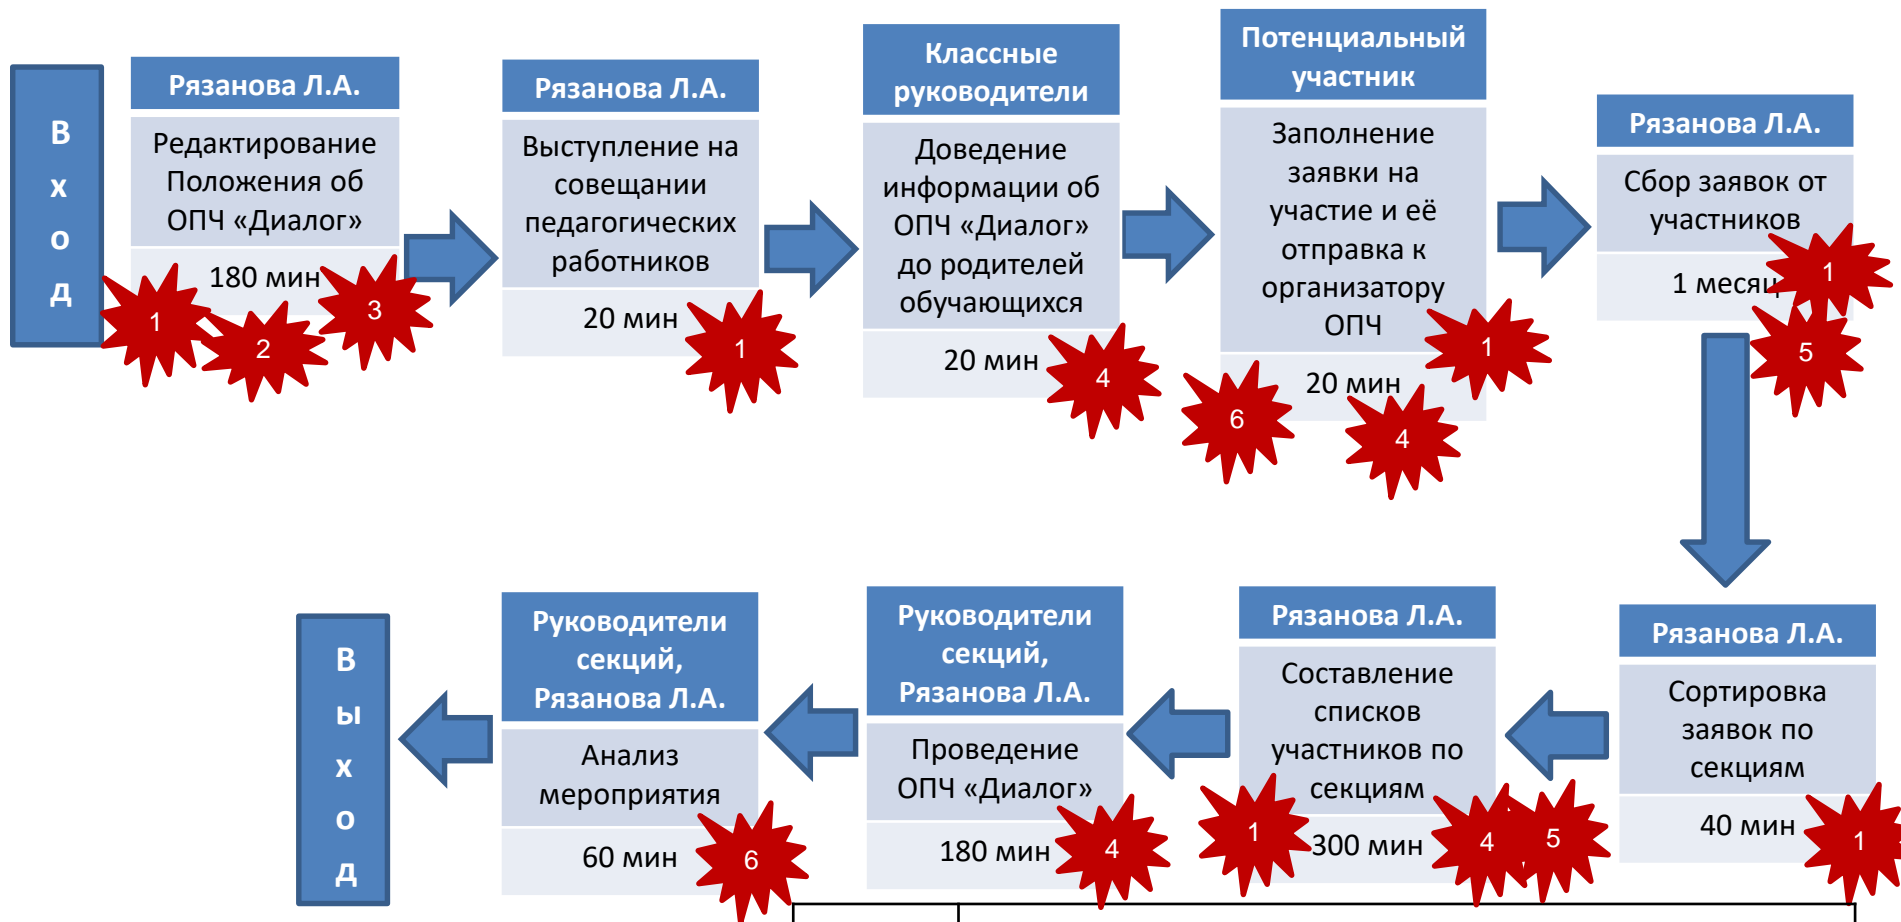 В
х
о
д
Рязанова Л.А.
Редактирование
Положения об
ОПЧ «Диалог»
180 мин
1
2
3
Рязанова Л.А.
Выступление на
совещании
педагогических
работников
20 мин
1
Классные
руководители
Доведение
информации об
ОПЧ «Диалог»
до родителей
обучающихся
20 мин
4
Потенциальный
участник
Заполнение
заявки на
участие и её
отправка к
организатору
ОПЧ
20 мин
1
6
4
Рязанова Л.А.
Сбор заявок от
участников
1 месяц
1
5
Рязанова Л.А.
Сортировка
заявок по
секциям
40 мин
1
Рязанова Л.А.
Составление
списков
участников по
секциям
300 мин
1
4
5
Руководители
секций,
Рязанова Л.А.
Проведение
ОПЧ «Диалог»
180 мин
4
Руководители
секций,
Рязанова Л.А.
Анализ
мероприятия
60 мин
6
В
ы
х
о
д